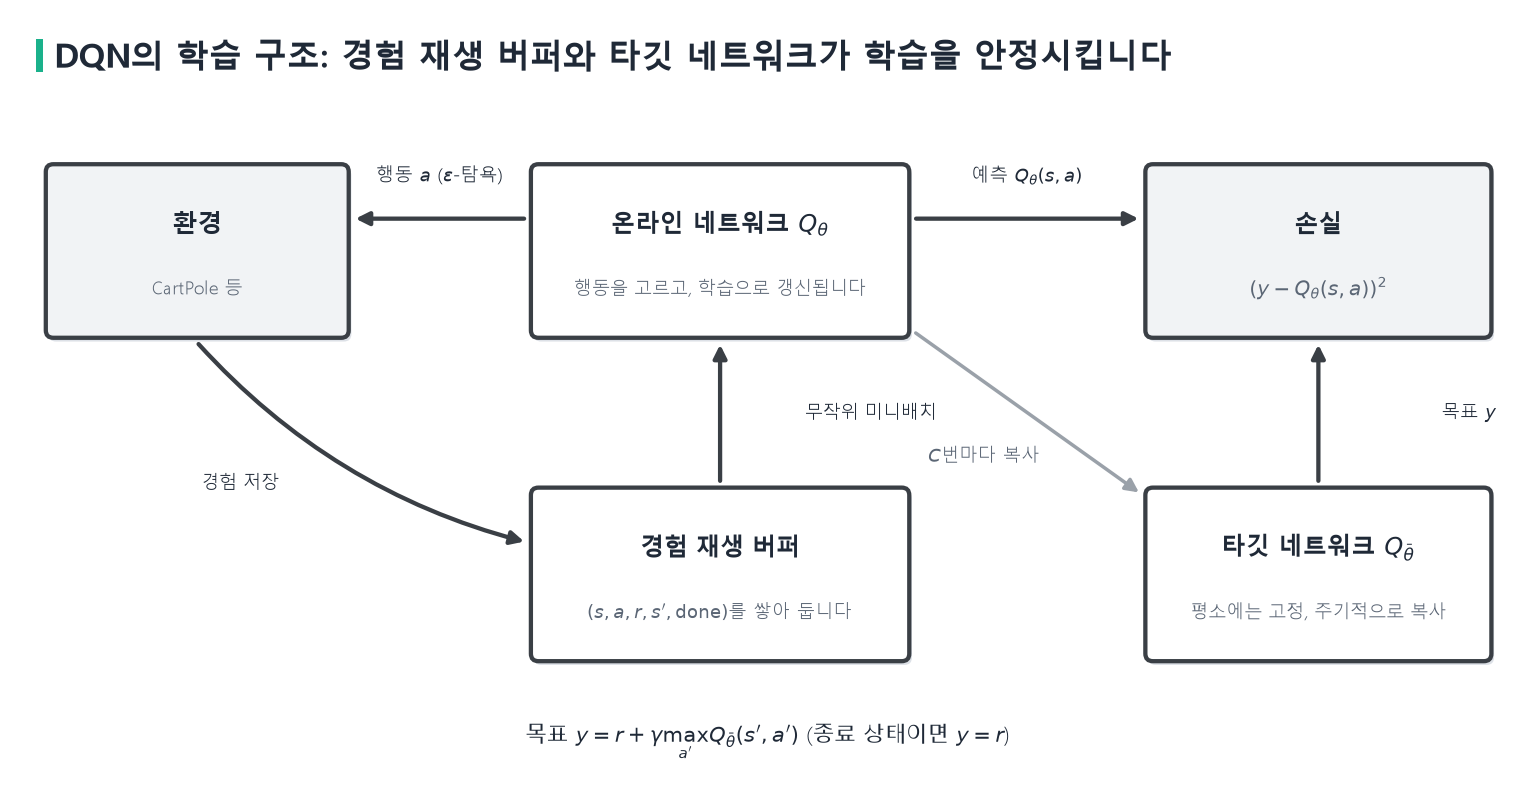 DQN의 학습 구조: 경험 재생 버퍼와 타깃 네트워크가 학습을 안정시킵니다
행동 a (ε-탐욕)
예측 Q_θ(s, a)
환경
CartPole 등
온라인 네트워크 Q_θ
행동을 고르고, 학습으로 갱신됩니다
손실
(y − Q_θ(s, a))²
무작위 미니배치
목표 y
C번마다 복사
경험 저장
경험 재생 버퍼
(s, a, r, s′, done)를 쌓아 둡니다
타깃 네트워크 Q_θ̄
평소에는 고정, 주기적으로 복사
목표 y = r + γ max_a′ Q_θ̄(s′, a′) (종료 상태이면 y = r)